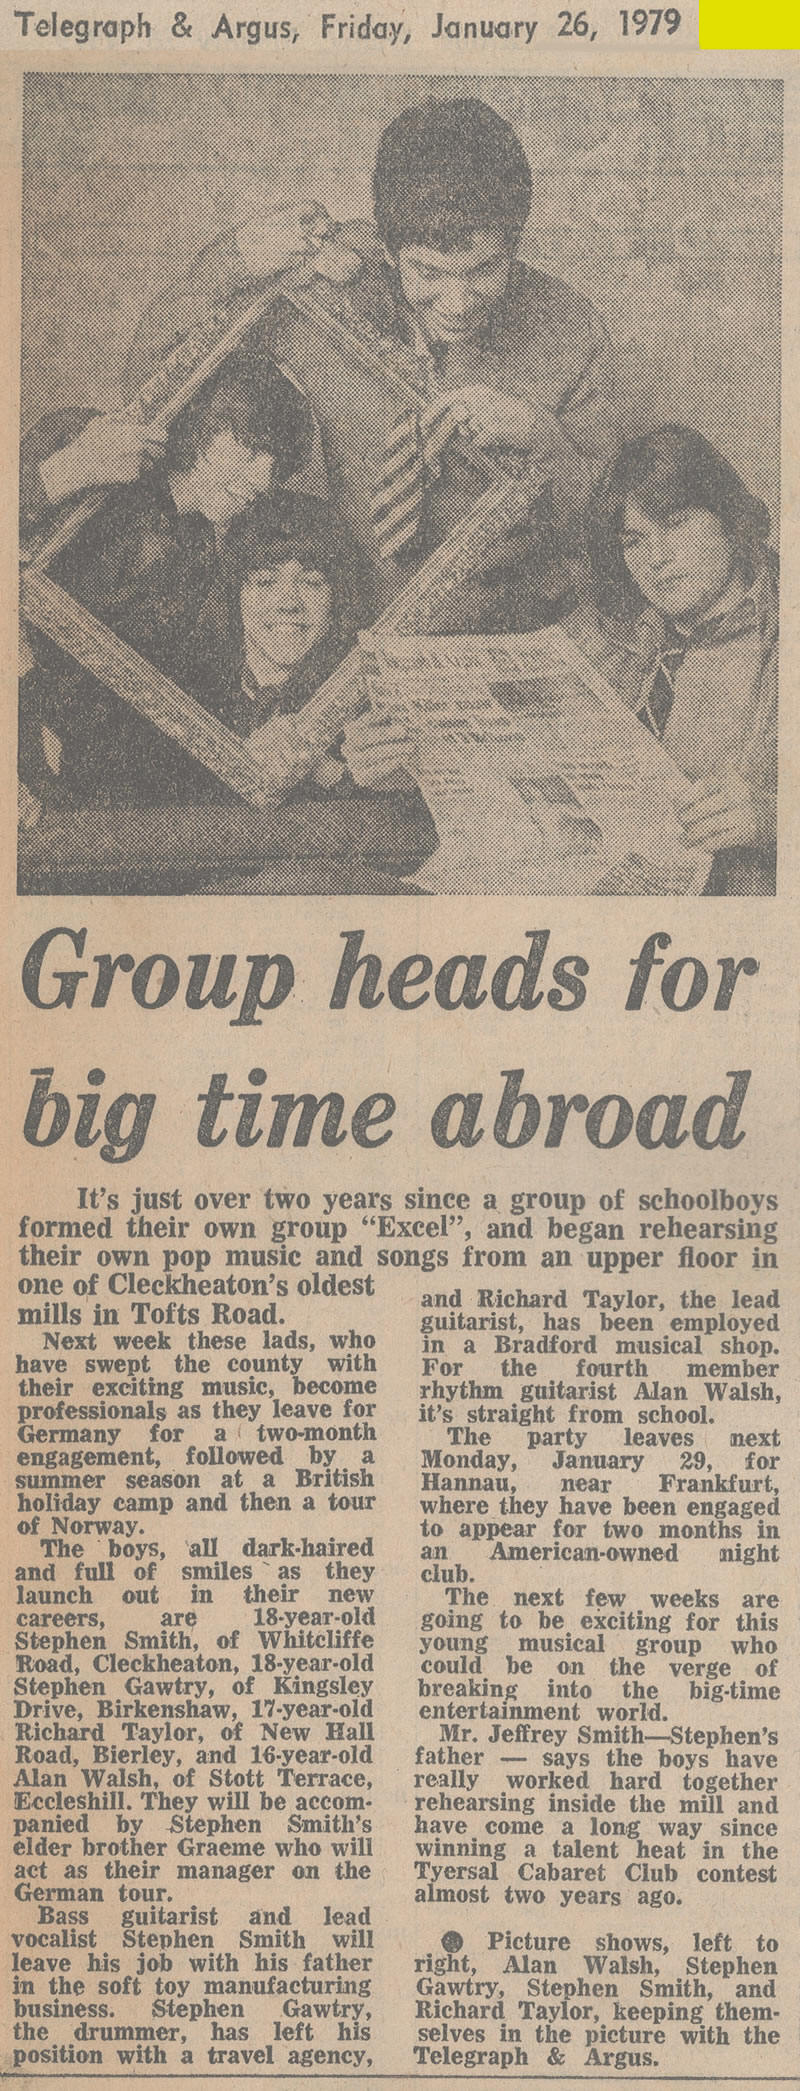 Telegraph & Argus, Friday, January 26, 1979
Group heads for
big time abroad
It's just over two years since a group of schoolboys
formed their own group “Excel”, and began rehearsing
their own pop music and songs from an upper floor in
one of Cleckheaton's oldest
mills in Tofts Road.
Next week these lads, who
have swept the county with
their exciting music, become
professionals as they leave for
Germany for a two-month
engagement, followed by a
summer season at a British
holiday camp and then a tour
of Norway.
The boys, all dark-haired
and full of smiles as they
launch out in their new
careers, are 18-year-old
Stephen Smith, of Whitcliffe
Road, Cleckheaton, 18-year-old
Stephen Gawtry, of Kingsley
Drive, Birkenshaw, 17-year-old
Richard Taylor, of New Hall
Road, Bierley, and 16-year-old
Alan Walsh, of Stott Terrace,
Eccleshill. They will be accom-
panied by Stephen Smith's
elder brother Graeme who will
act as their manager on the
German tour.
Bass guitarist and lead
vocalist Stephen Smith will
leave his job with his father
in the soft toy manufacturing
business. Stephen Gawtry,
the drummer, has left his
position with a travel agency,
and Richard Taylor, the lead
guitarist, has been employed
in a Bradford musical shop.
For the fourth member
rhythm guitarist Alan Walsh,
it's straight from school.
The party leaves next
Monday, January 29, for
Hannau, near Frankfurt,
where they have been engaged
to appear for two months in
an American-owned night
club.
The next few weeks are
going to be exciting for this
young musical group who
could be on the verge of
breaking into the big-time
entertainment world.
Mr. Jeffrey Smith—Stephen's
father — says the boys have
really worked hard together
rehearsing inside the mill and
have come a long way since
winning a talent heat in the
Tyersal Cabaret Club contest
almost two years ago.
● Picture shows, left to
right, Alan Walsh, Stephen
Gawtry, Stephen Smith, and
Richard Taylor, keeping them-
selves in the picture with the
Telegraph & Argus.